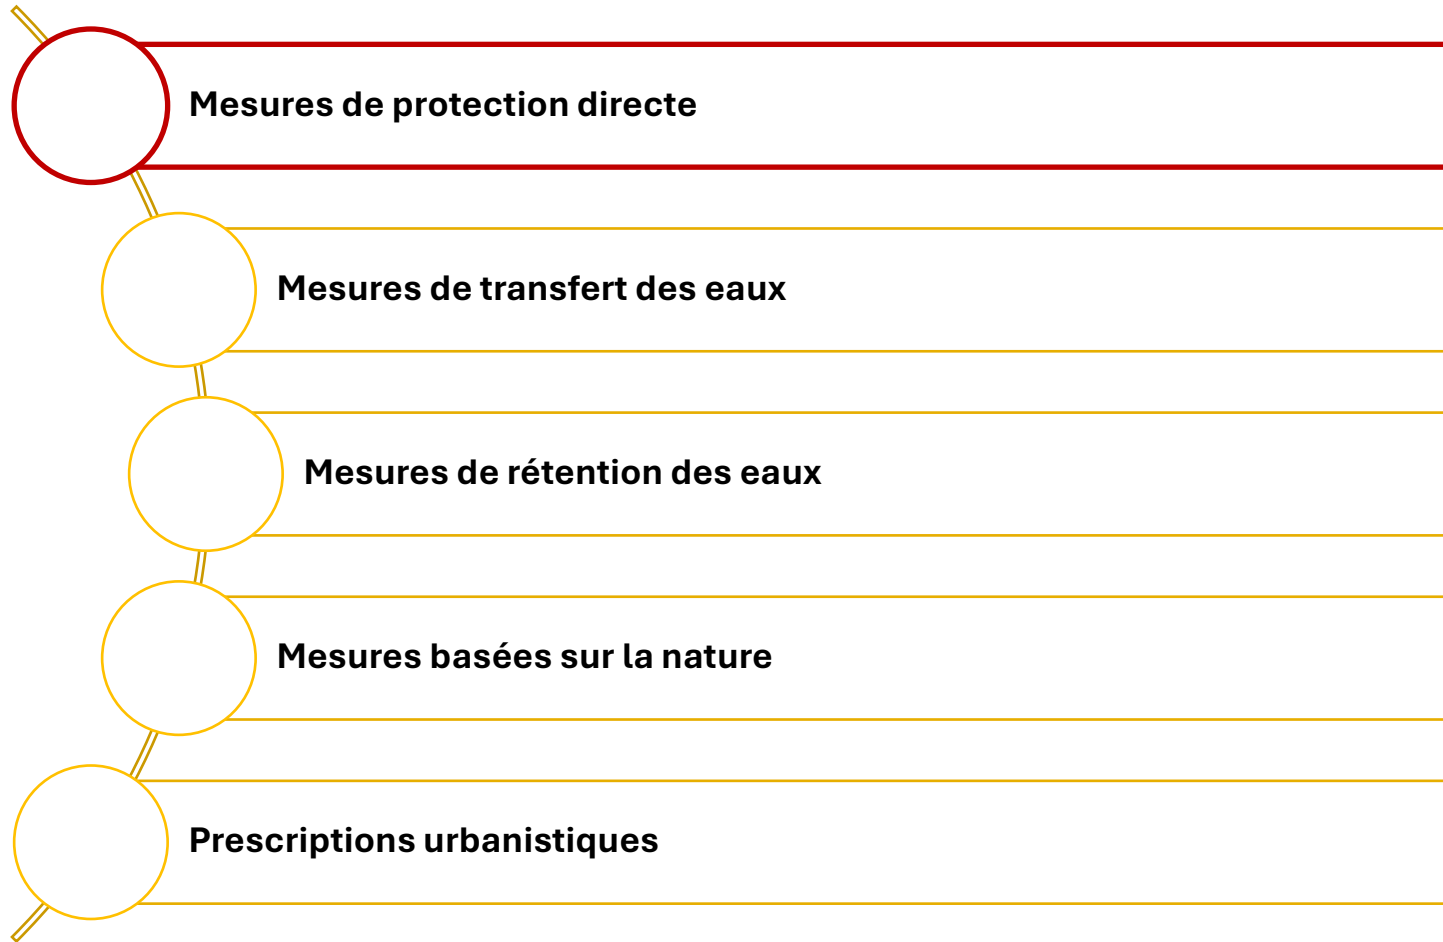 Mesures de protection directe
Mesures de transfert des eaux
Mesures de rétention des eaux
Mesures basées sur la nature
Prescriptions urbanistiques